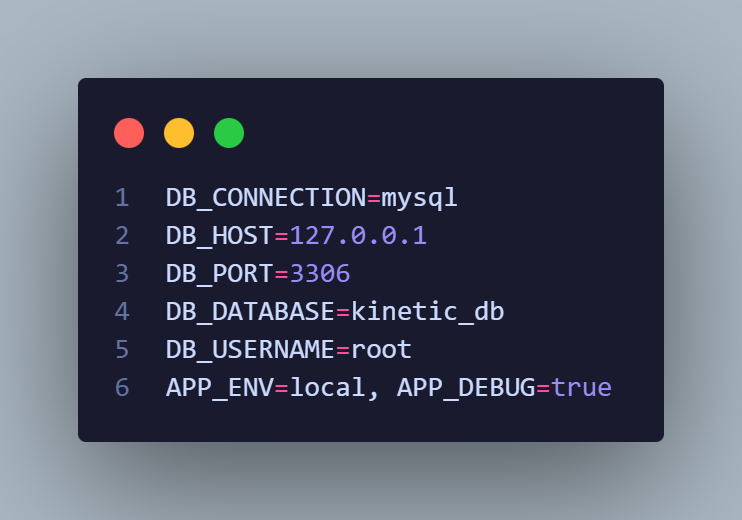 1 DB_CONNECTION=mysql
2 DB_HOST=127.0.0.1
3 DB_PORT=3306
4 DB_DATABASE=kinetic_db
5 DB_USERNAME=root
6 APP_ENV=local, APP_DEBUG=true